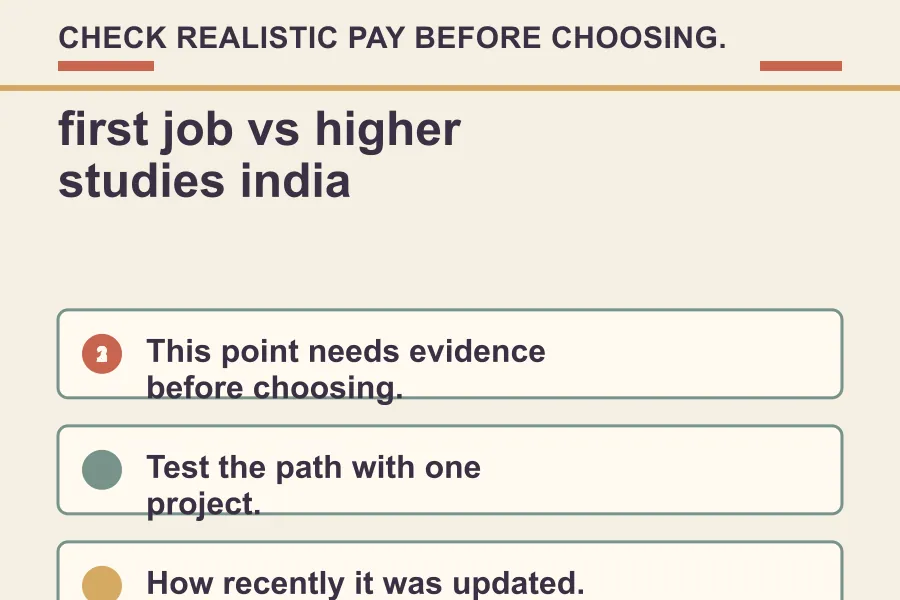 CHECK REALISTIC PAY BEFORE CHOOSING.
first job vs higher
studies india
This point needs evidence
before choosing.
Test the path with one
project.
How recently it was updated.